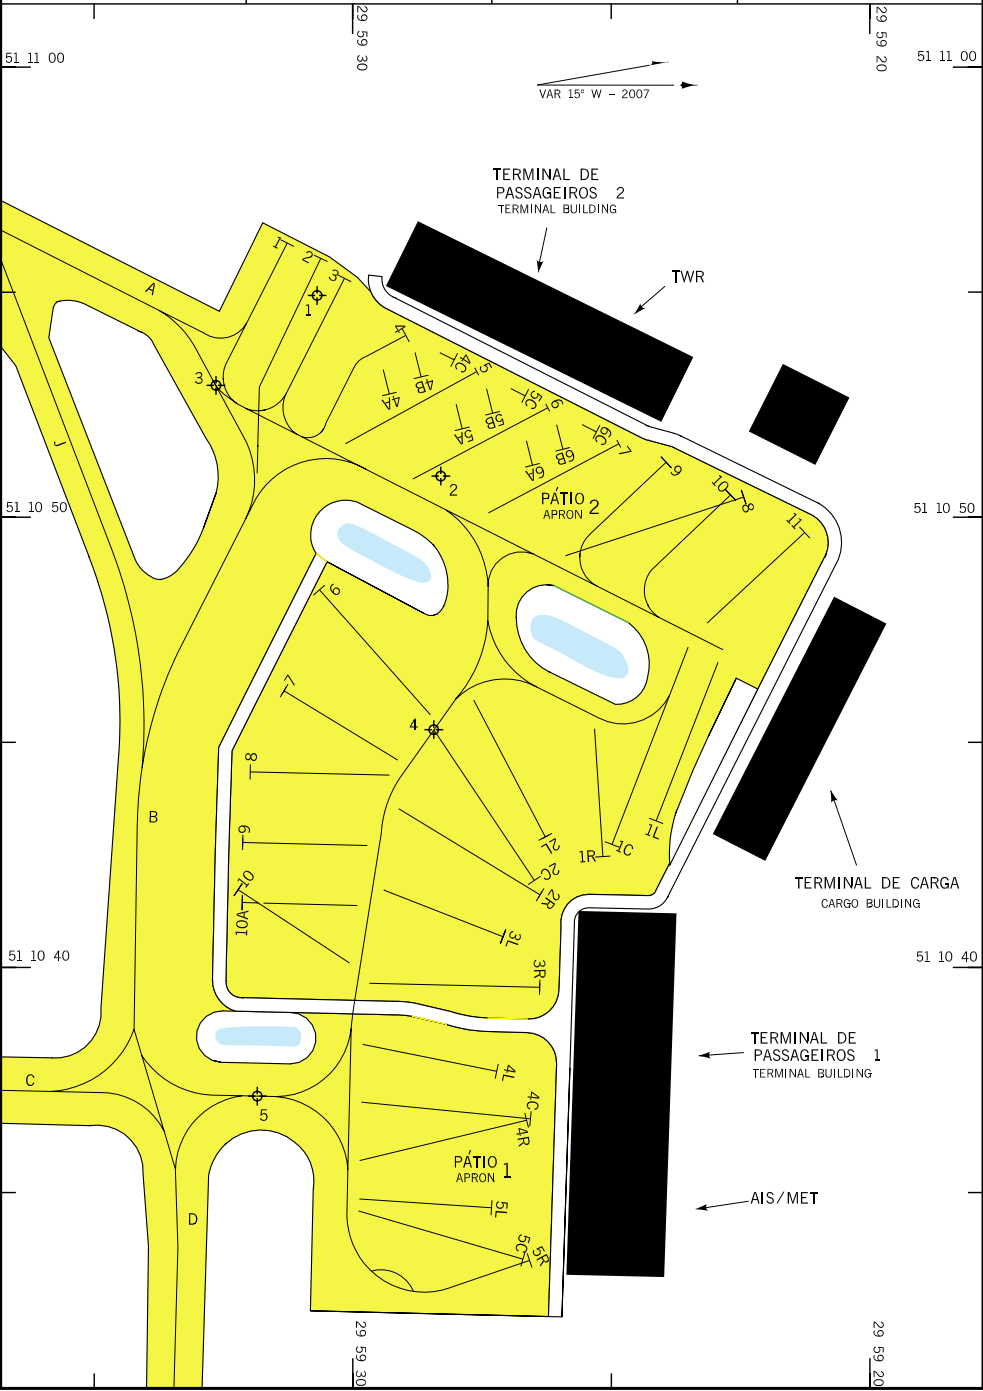 29 59 30
29 59 20
51 11 00
51 11 00
VAR 15° W – 2007
TERMINAL DE
PASSAGEIROS 2
TERMINAL BUILDING
TWR
A
1
2
3
1
3
4
4C
5
4B
4A
5C
6
5B
5A
6C
7
6B
6A
9
10
8
11
2
PÁTIO 2
APRON
J
51 10 50
51 10 50
6
7
4
8
B
9
10
10A
2L
2C
2R
1R
1C
1L
3L
3R
TERMINAL DE CARGA
CARGO BUILDING
51 10 40
51 10 40
TERMINAL DE
PASSAGEIROS 1
TERMINAL BUILDING
C
5
4L
4C
4R
PÁTIO 1
APRON
AIS/MET
D
5L
5C
5R
29 59 30
29 59 20